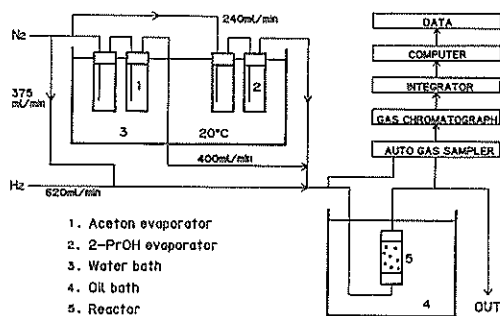 240ml/min
DATA
COMPUTER
INTEGRATOR
GAS CHROMATOGRAPH
AUTO GAS SAMPLER
N2
375
ml/min
1
2
3
20°C
400ml/min
H2
620ml/min
1. Aceton evaporator
2. 2-PrOH evaporator
3. Water bath
4. Oil bath
5. Reactor
5
4
OUT